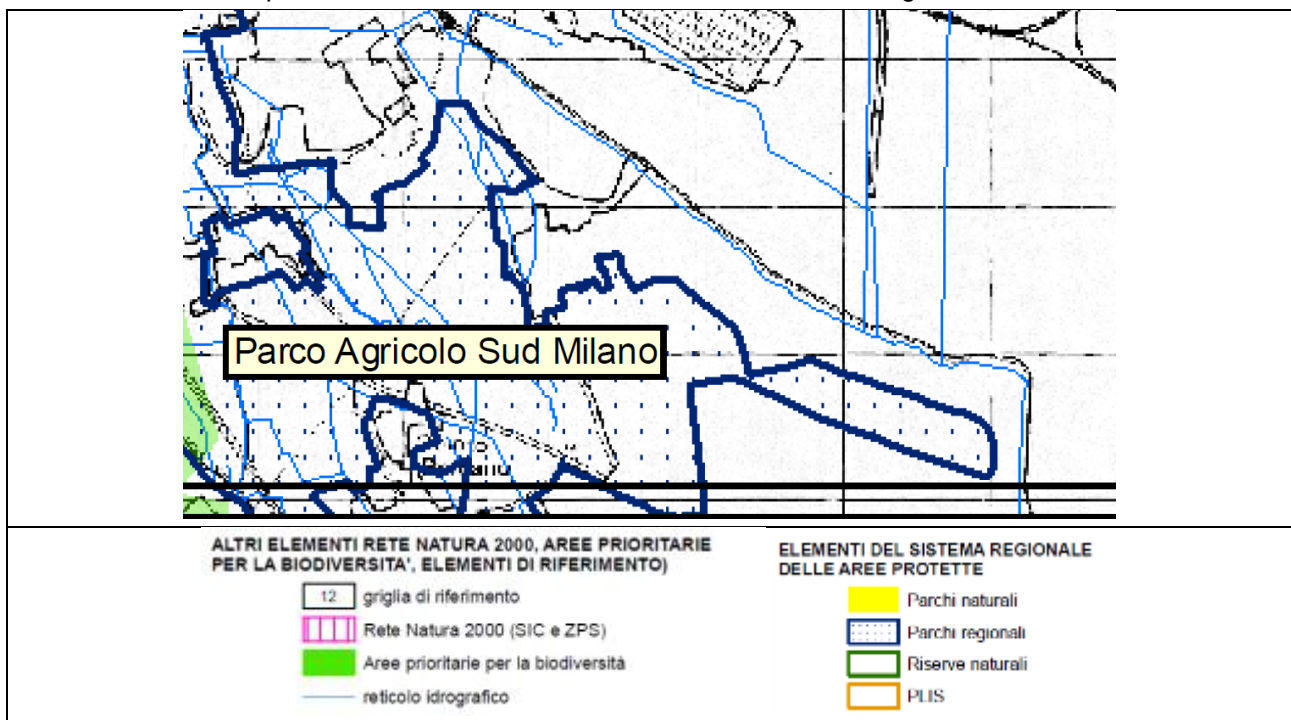 Parco Agricolo Sud Milano
ALTRI ELEMENTI RETE NATURA 2000, AREE PRIORITARIE
PER LA BIODIVERSITA', ELEMENTI DI RIFERIMENTO)
12 griglia di riferimento
Rete Natura 2000 (SIC e ZPS)
Aree prioritarie per la biodiversità
reticolo idrografico
ELEMENTI DEL SISTEMA REGIONALE
DELLE AREE PROTETTE
Parchi naturali
Parchi regionali
Riserve naturali
PLIS